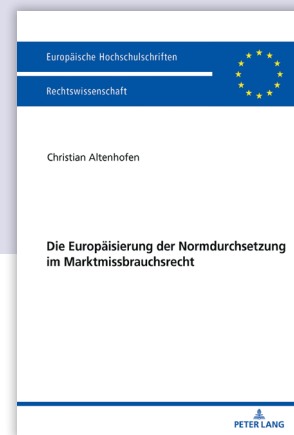 Europäische Hochschulschriften
Rechtswissenschaft
Christian Altenhofen
Die Europäisierung der Normdurchsetzung
im Marktmissbrauchsrecht
PETER LANG